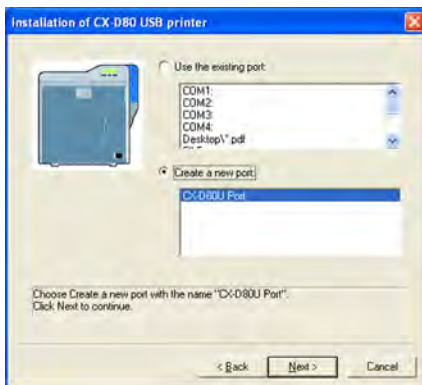 Installation of CX-D80 USB printer
Use the existing port:
COM1:
COM2:
COM3:
COM4:
Desktop\*.pdf
Create a new port:
CX-D80U Port
Choose Create a new port with the name "CX-D80U Port".
Click Next to continue.
< Back
Next >
Cancel